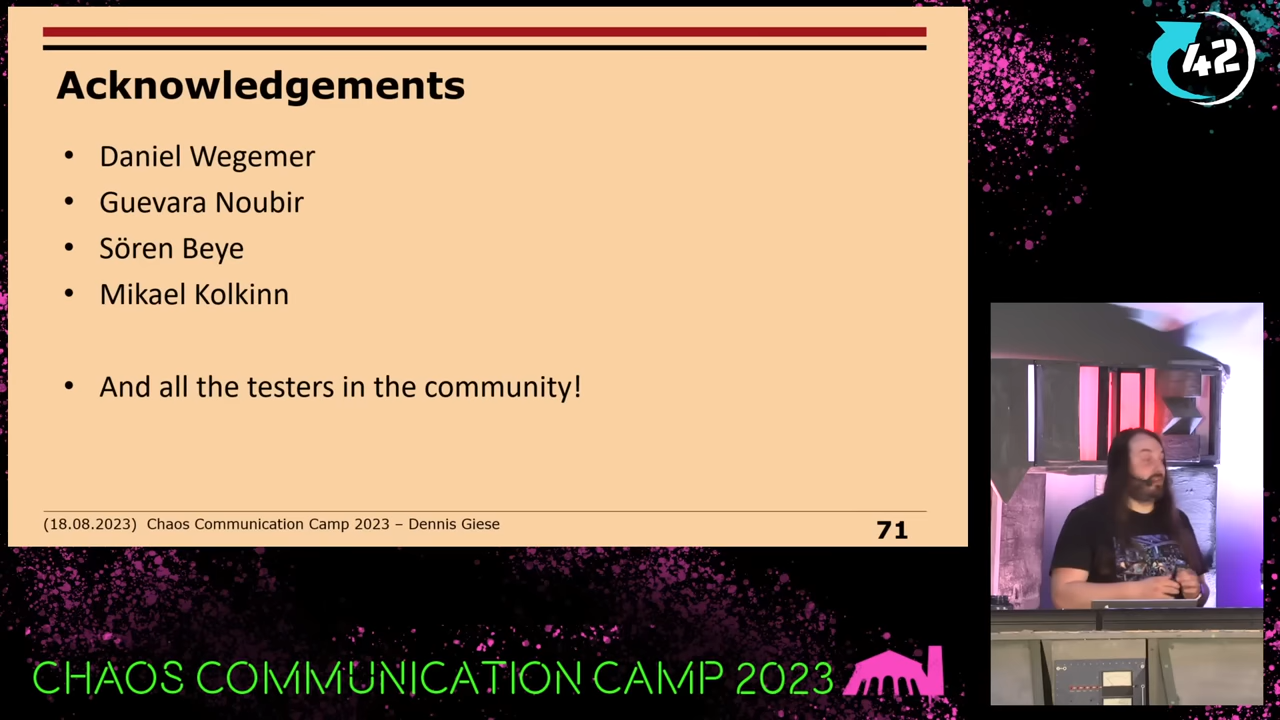 Acknowledgements
• Daniel Wegemer
• Guevara Noubir
• Sören Beye
• Mikael Kolkinn
• And all the testers in the community!
(18.08.2023) Chaos Communication Camp 2023 – Dennis Giese
71
42
CHAOS COMMUNICATION CAMP 2023